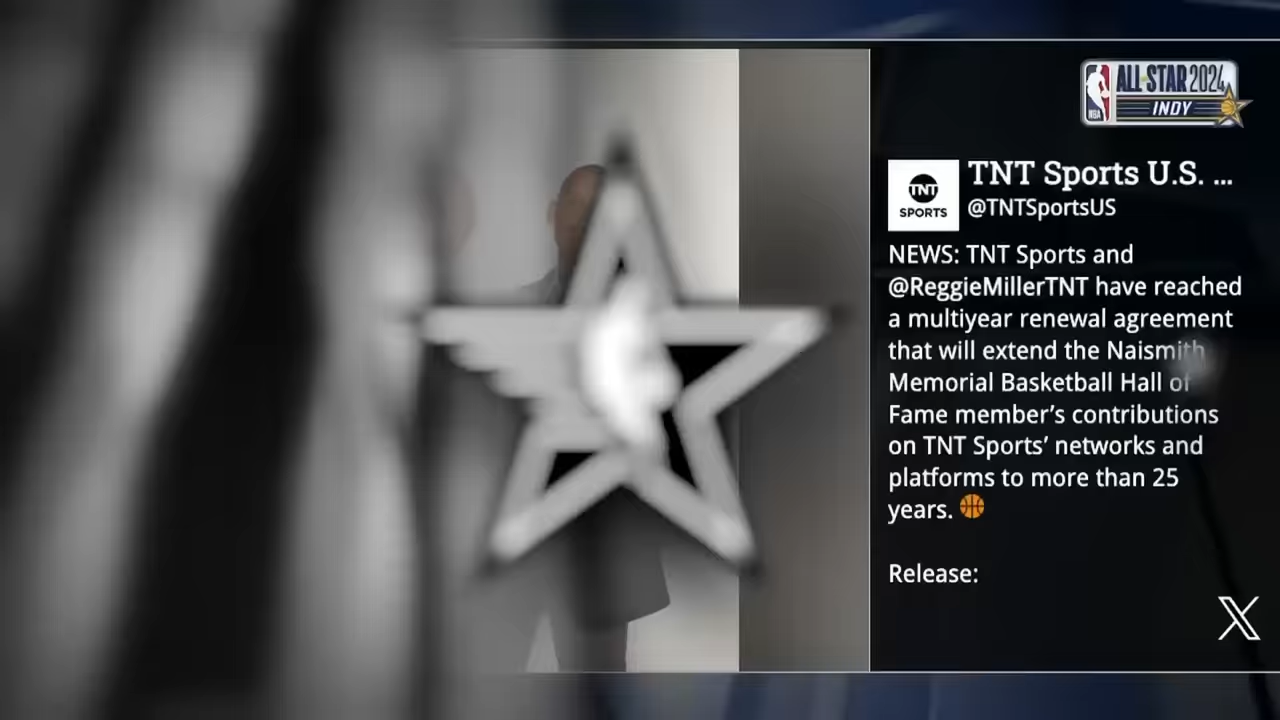 ALL-STAR 2024
NBA
INDY
TNT
SPORTS
TNT Sports U.S. ...
@TNTSportsUS
NEWS: TNT Sports and
@ReggieMillerTNT have reached
a multiyear renewal agreement
that will extend the Naismith
Memorial Basketball Hall of
Fame member’s contributions
on TNT Sports’ networks and
platforms to more than 25
years.
Release: